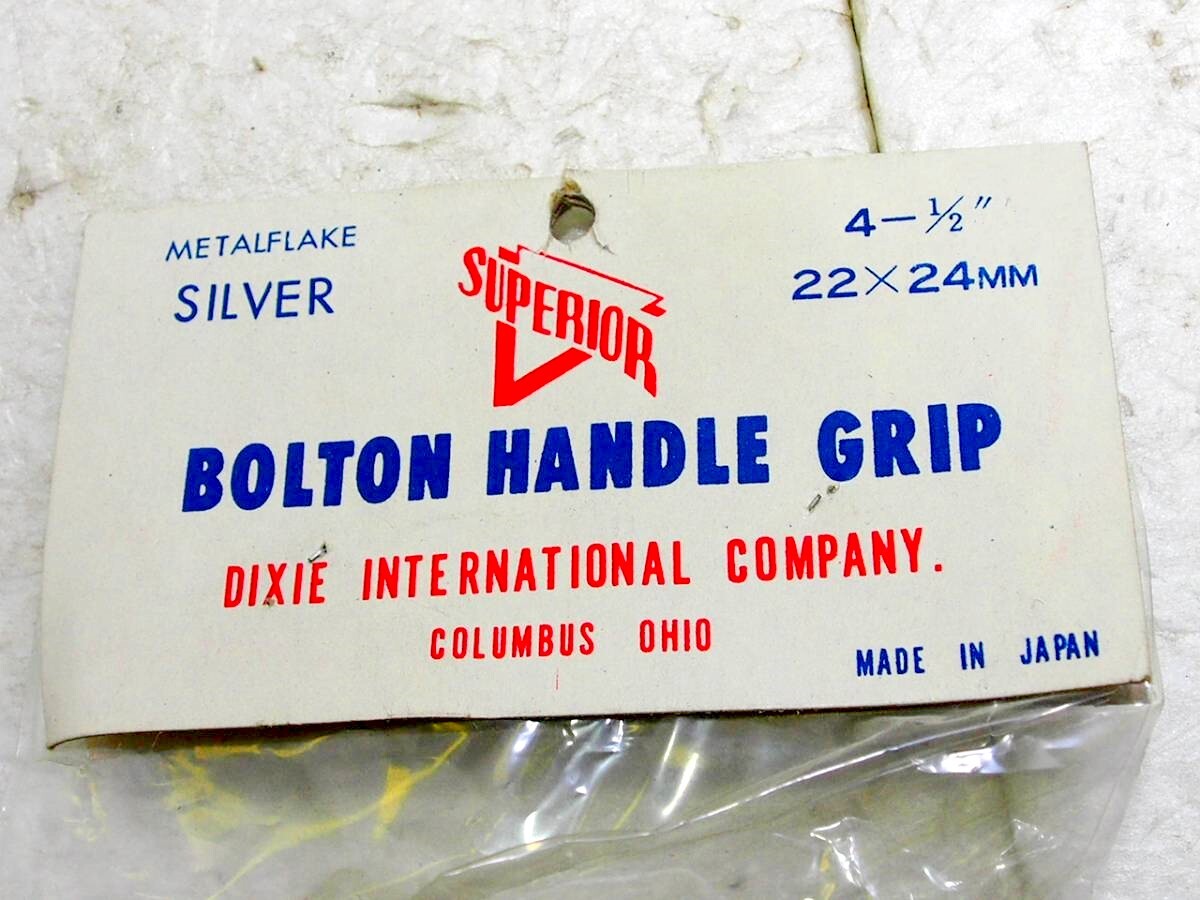 METALFLAKE
SILVER
SUPERIOR
4-½"
22×24MM
BOLTON HANDLE GRIP
DIXIE INTERNATIONAL COMPANY.
COLUMBUS OHIO
MADE IN JAPAN